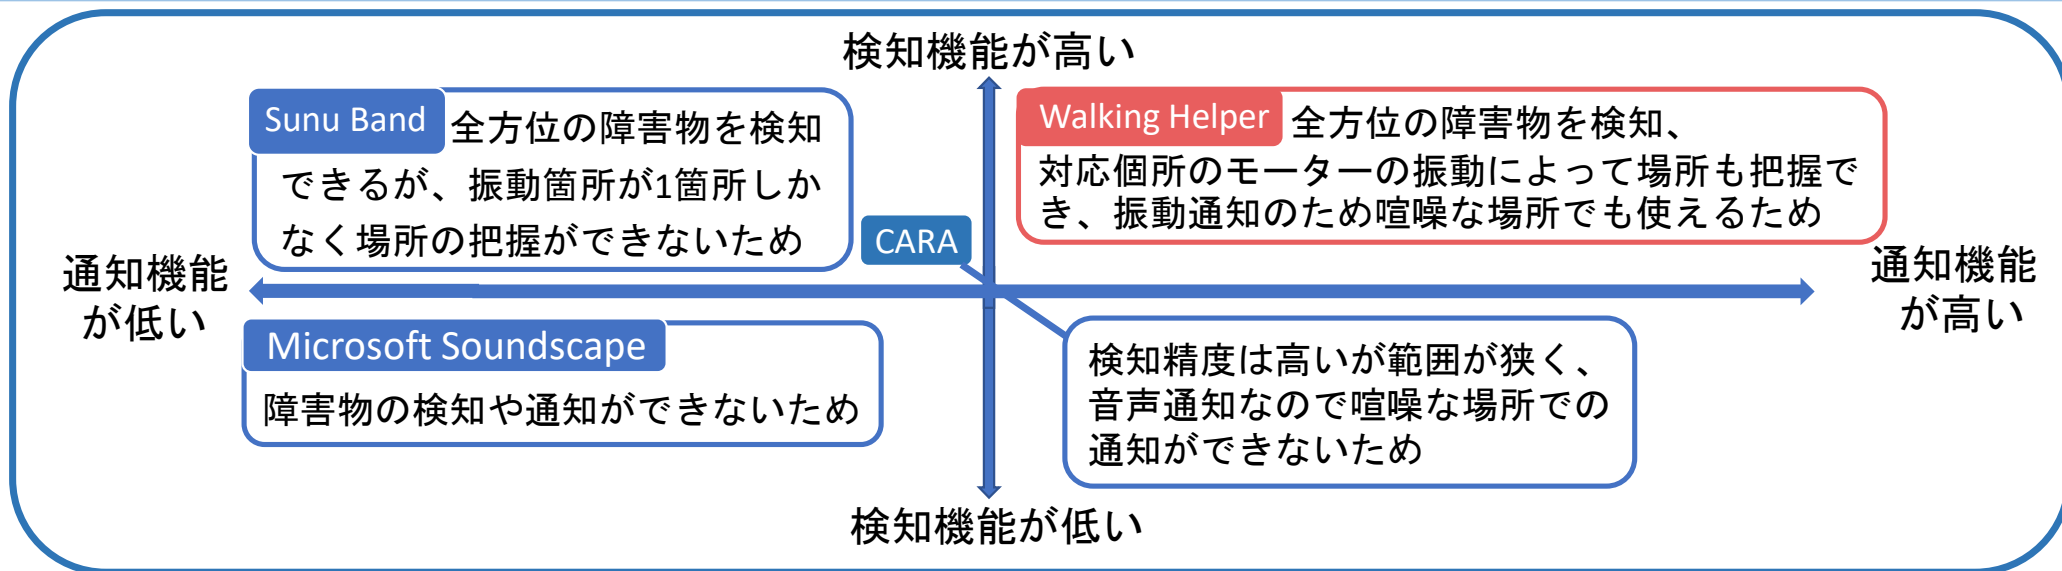 検知機能が高い
Sunu Band 全方位の障害物を検知
できるが、振動箇所が1箇所しか
なく場所の把握ができないため
Walking Helper 全方位の障害物を検知、
対応個所のモーターの振動によって場所も把握で
き、振動通知のため喧噪な場所でも使えるため
CARA
通知機能
が低い
通知機能
が高い
Microsoft Soundscape
障害物の検知や通知ができないため
検知精度は高いが範囲が狭く、
音声通知なので喧噪な場所での
通知ができないため
検知機能が低い